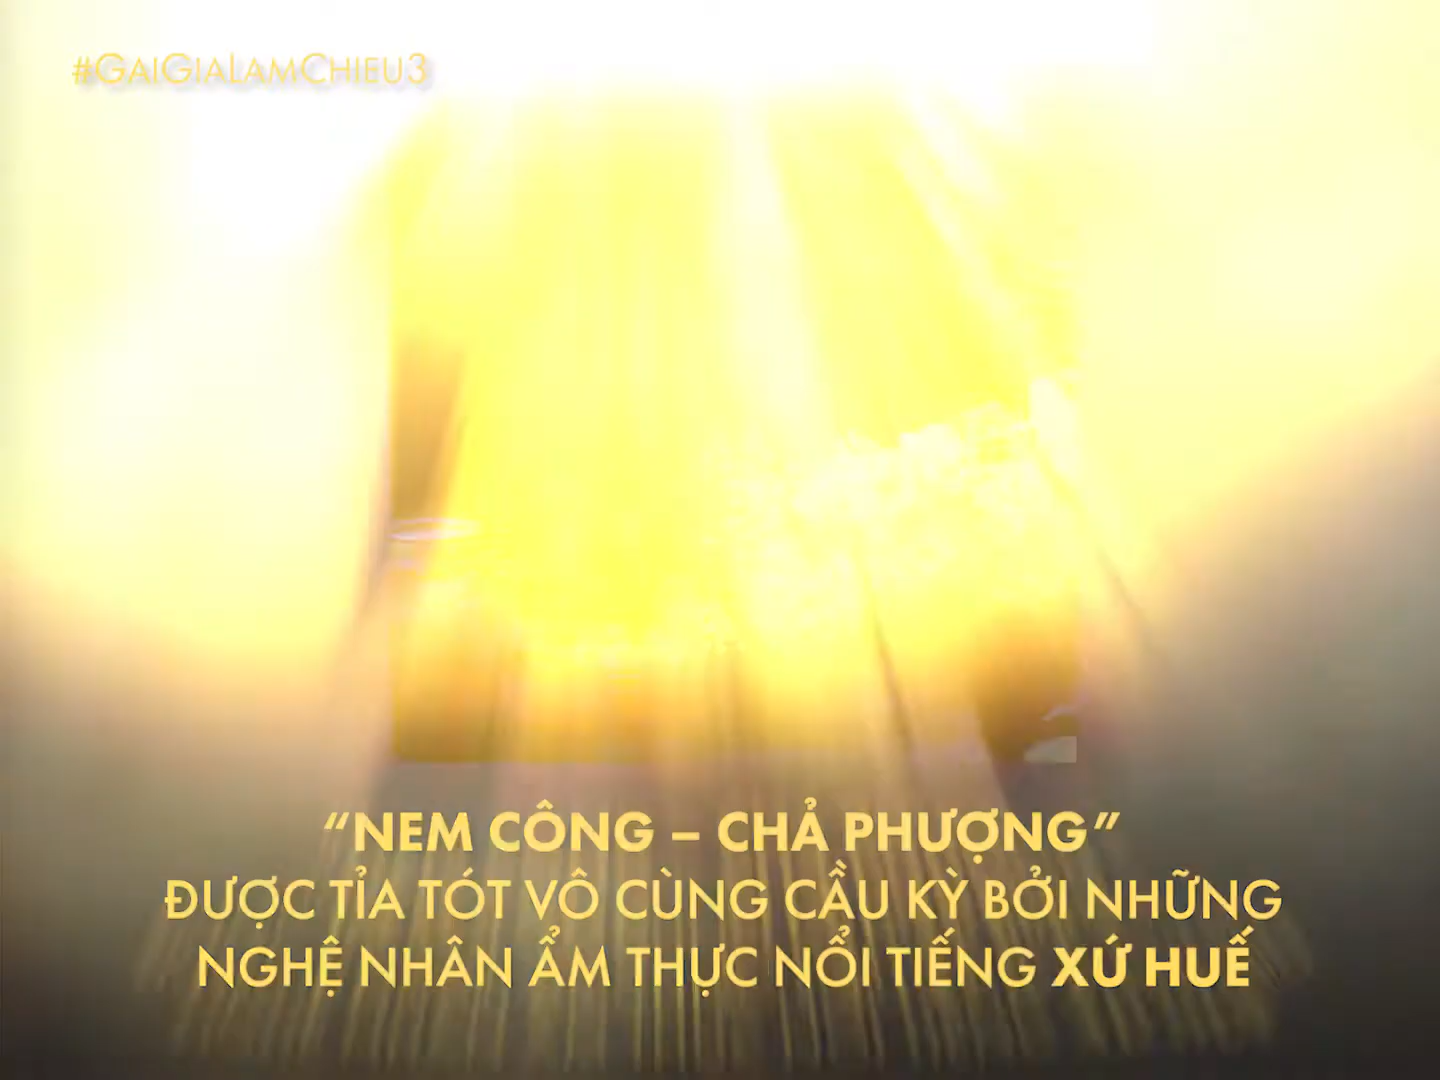 #GAIGIALAMCHIEU3
“NEM CÔNG – CHẢ PHƯỢNG”
ĐƯỢC TỈA TÓT VÔ CÙNG CẦU KỲ BỞI NHỮNG
NGHỆ NHÂN ẨM THỰC NỔI TIẾNG XỨ HUẾ